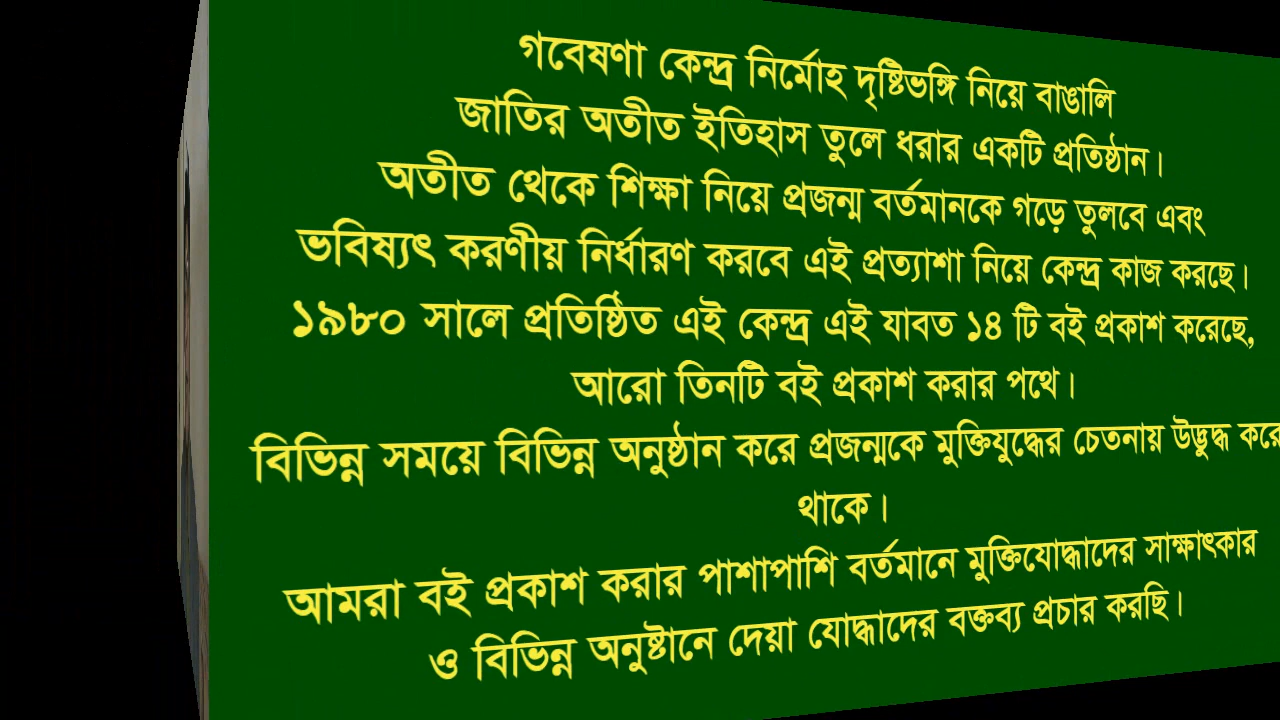 গবেষণা কেন্দ্র নির্মোহ দৃষ্টিভঙ্গি নিয়ে বাঙালি
জাতির অতীত ইতিহাস তুলে ধরার একটি প্রতিষ্ঠান।
অতীত থেকে শিক্ষা নিয়ে প্রজন্ম বর্তমানকে গড়ে তুলবে এবং
ভবিষ্যৎ করণীয় নির্ধারণ করবে এই প্রত্যাশা নিয়ে কেন্দ্র কাজ করছে।
১৯৮০ সালে প্রতিষ্ঠিত এই কেন্দ্র এই যাবত ১৪ টি বই প্রকাশ করেছে,
আরো তিনটি বই প্রকাশ করার পথে।
বিভিন্ন সময়ে বিভিন্ন অনুষ্ঠান করে প্রজন্মকে মুক্তিযুদ্ধের চেতনায় উদ্ভুদ্ধ করে
থাকে।
আমরা বই প্রকাশ করার পাশাপাশি বর্তমানে মুক্তিযোদ্ধাদের সাক্ষাৎকার
ও বিভিন্ন অনুষ্টানে দেয়া যোদ্ধাদের বক্তব্য প্রচার করছি।